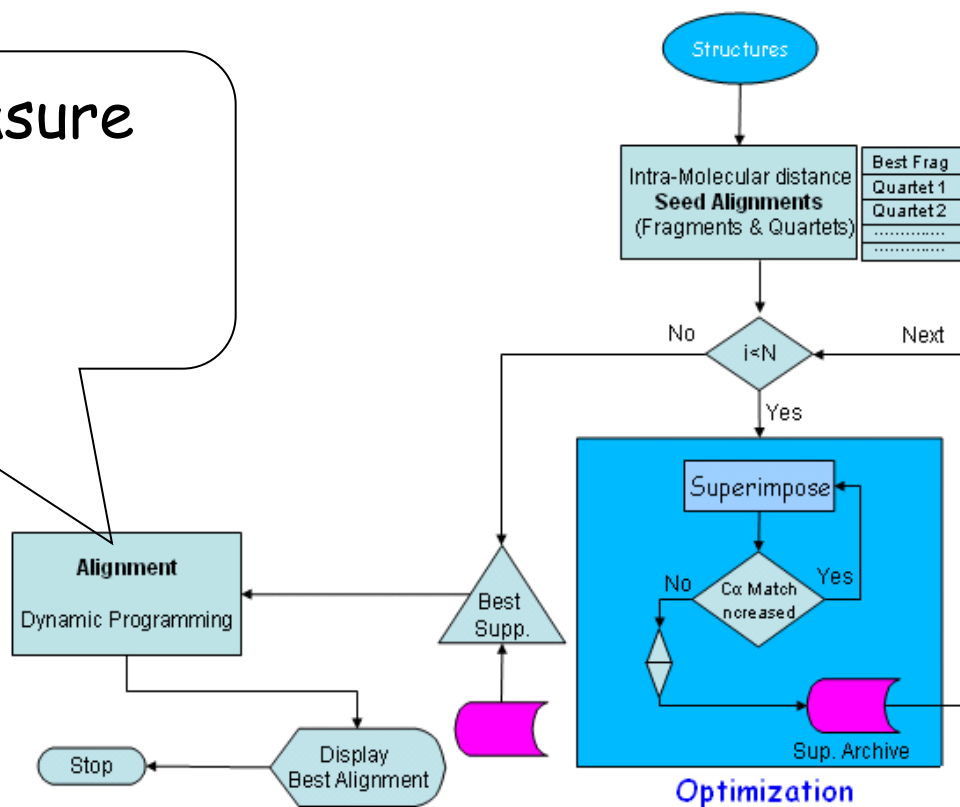 Structures
Intra-Molecular distance
Seed Alignments
(Fragments & Quartets)
Best Frag
Quartet 1
Quartet 2
..............
..............
No
i<N
Next
Yes
Superimpose
No
Cα Match
ncreased
Yes
Sup. Archive
Optimization
Best
Supp.
Alignment
Dynamic Programming
Display
Best Alignment
Stop